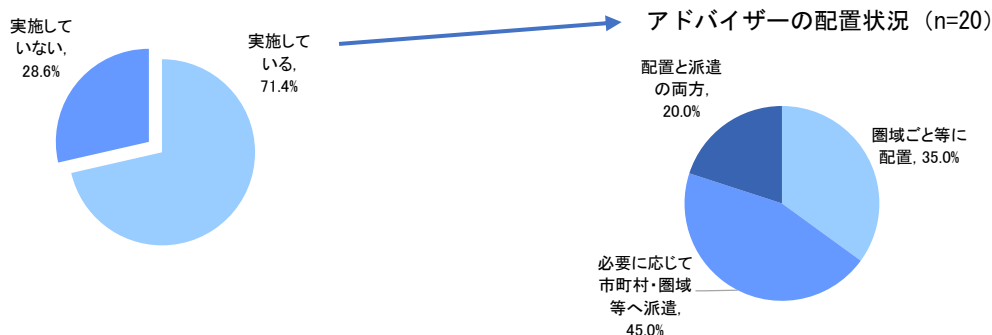 実施して
いない,
28.6%
実施して
いる,
71.4%
アドバイザーの配置状況（n=20）
配置と派遣
の両方,
20.0%
圏域ごと等に
配置, 35.0%
必要に応じて
市町村・圏域
等へ派遣,
45.0%